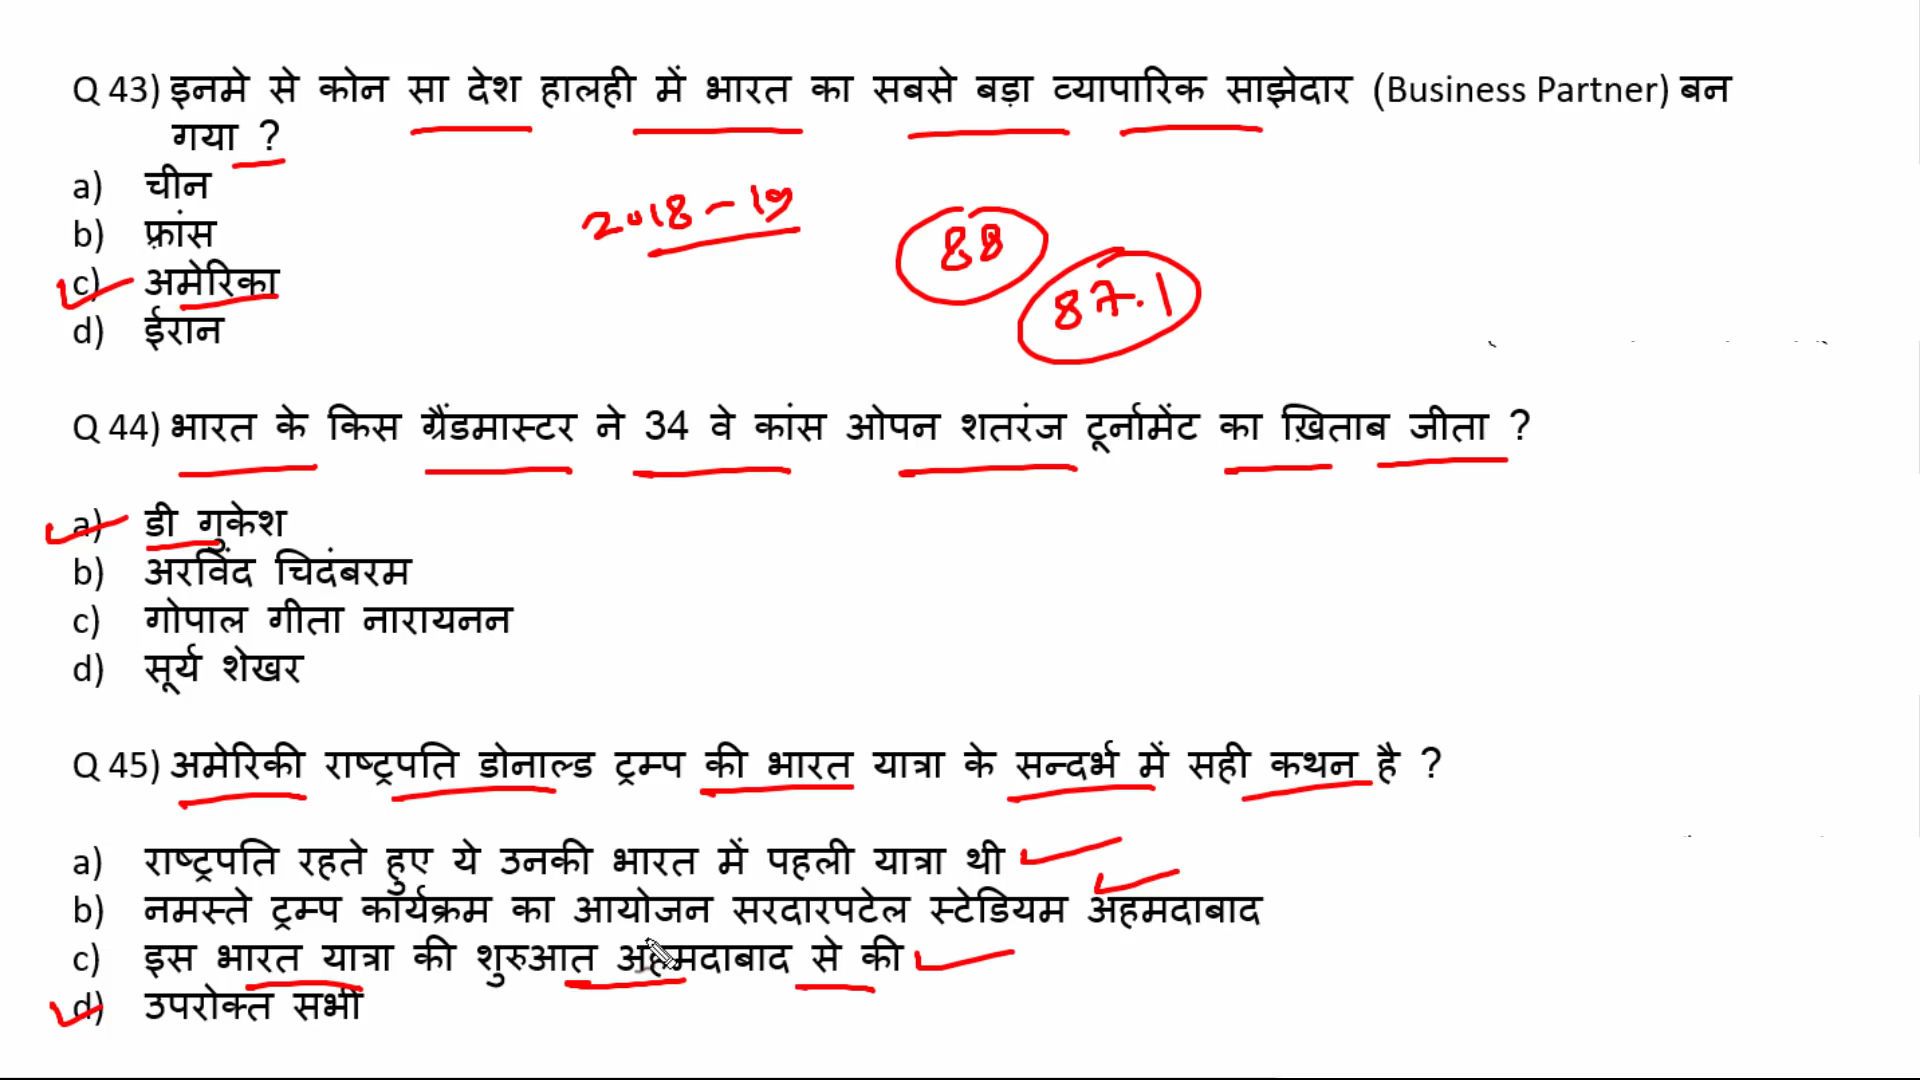 Q 43) इनमे से कोन सा देश हालही में भारत का सबसे बड़ा व्यापारिक साझेदार (Business Partner) बन
गया ?
a) चीन
2018-19
b) फ़्रांस
88
c) अमेरिका
87.1
d) ईरान
Q 44) भारत के किस ग्रैंडमास्टर ने 34 वे कांस ओपन शतरंज टूर्नामेंट का ख़िताब जीता ?
a) डी गुकेश
b) अरविंद चिदंबरम
c) गोपाल गीता नारायनन
d) सूर्य शेखर
Q 45) अमेरिकी राष्ट्रपति डोनाल्ड ट्रम्प की भारत यात्रा के सन्दर्भ में सही कथन है ?
a) राष्ट्रपति रहते हुए ये उनकी भारत में पहली यात्रा थी
b) नमस्ते ट्रम्प कार्यक्रम का आयोजन सरदारपटेल स्टेडियम अहमदाबाद
c) इस भारत यात्रा की शुरुआत अहमदाबाद से की
d) उपरोक्त सभी